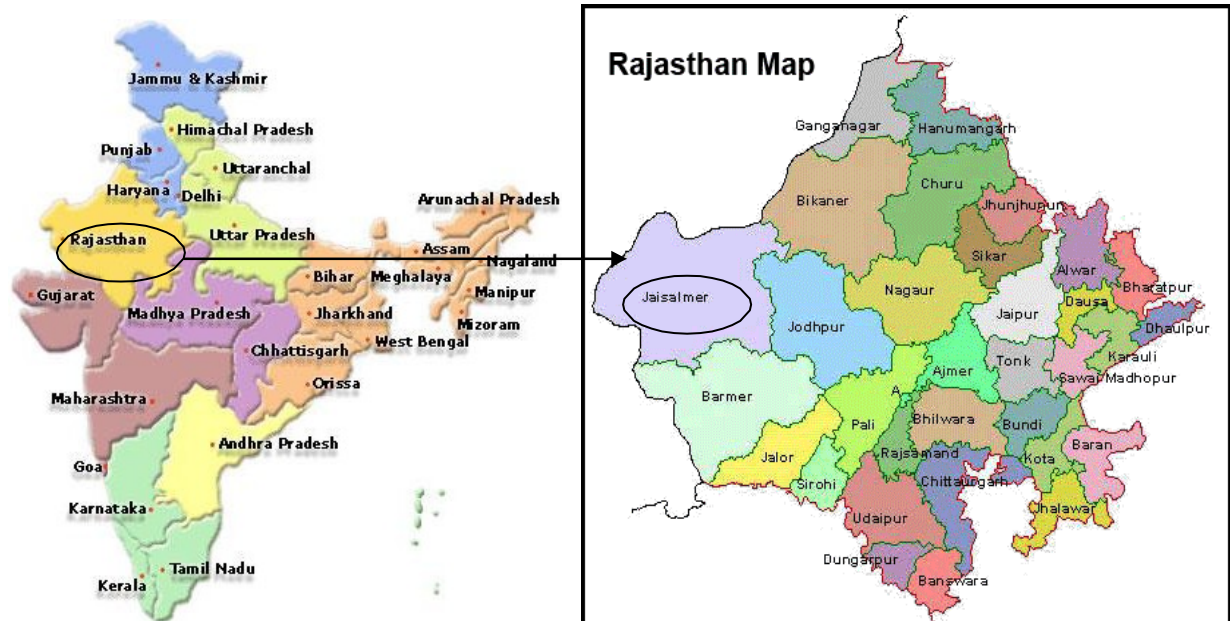 Jammu & Kashmir
Himachal Pradesh
Punjab
Uttaranchal
Haryana
Delhi
Arunachal Pradesh
Rajasthan
Uttar Pradesh
Assam
Nagaland
Bihar
Meghalaya
Gujarat
Manipur
Madhya Pradesh
Jharkhand
Mizoram
West Bengal
Chhattisgarh
Orissa
Maharashtra
Andhra Pradesh
Goa
Karnataka
Tamil Nadu
Kerala
Rajasthan Map
Ganganagar
Hanumangarh
Churu
Bikaner
Jhunjhunun
Sikar
Alwar
Jaisalmer
Nagaur
Bharatpur
Dausa
Jaipur
Jodhpur
Dhaulpur
Karauli
Tonk
Ajmer
Sawai Madhopur
A
Barmer
Pali
Bhilwara
Bundi
Baran
Kota
Jalor
Rajsamand
Sirohi
Chittaurgarh
Jhalawar
Udaipur
Dungarpur
Banswara